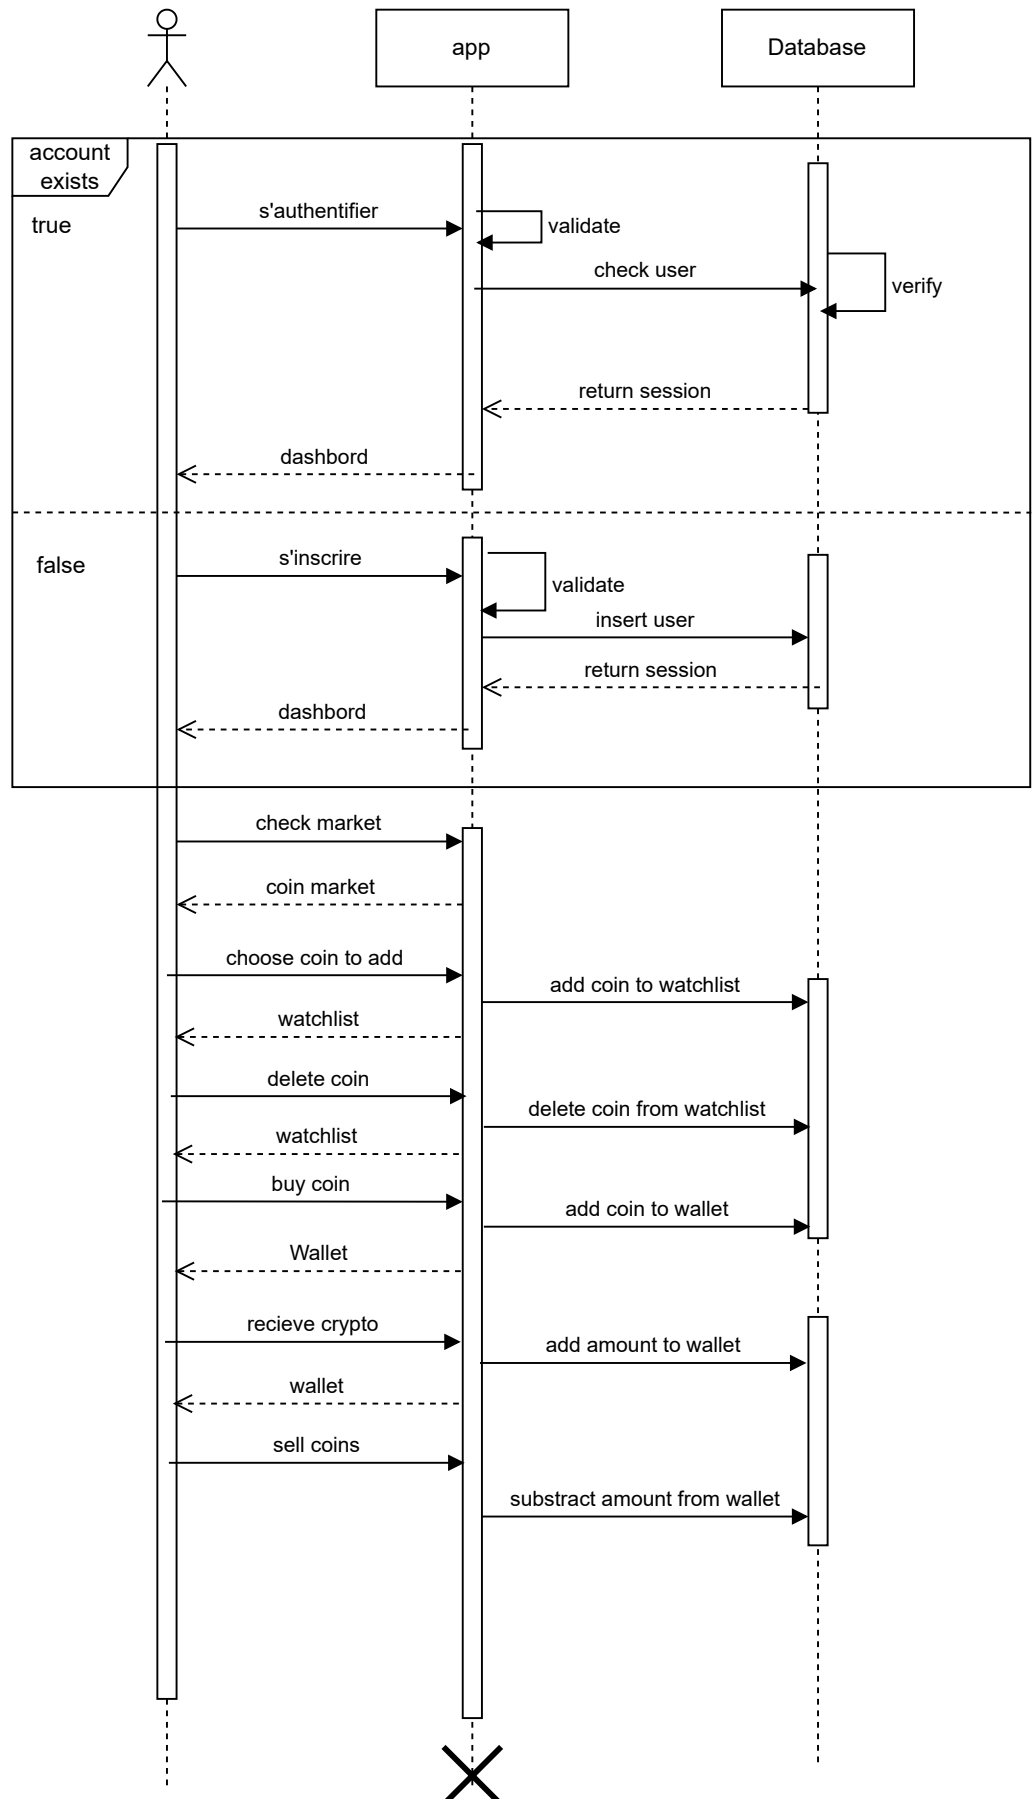 app
Database
account
exists
true
s'authentifier
validate
check user
verify
return session
dashbord
false
s'inscrire
validate
insert user
return session
dashbord
check market
coin market
choose coin to add
add coin to watchlist
watchlist
delete coin
delete coin from watchlist
watchlist
buy coin
add coin to wallet
Wallet
recieve crypto
add amount to wallet
wallet
sell coins
substract amount from wallet